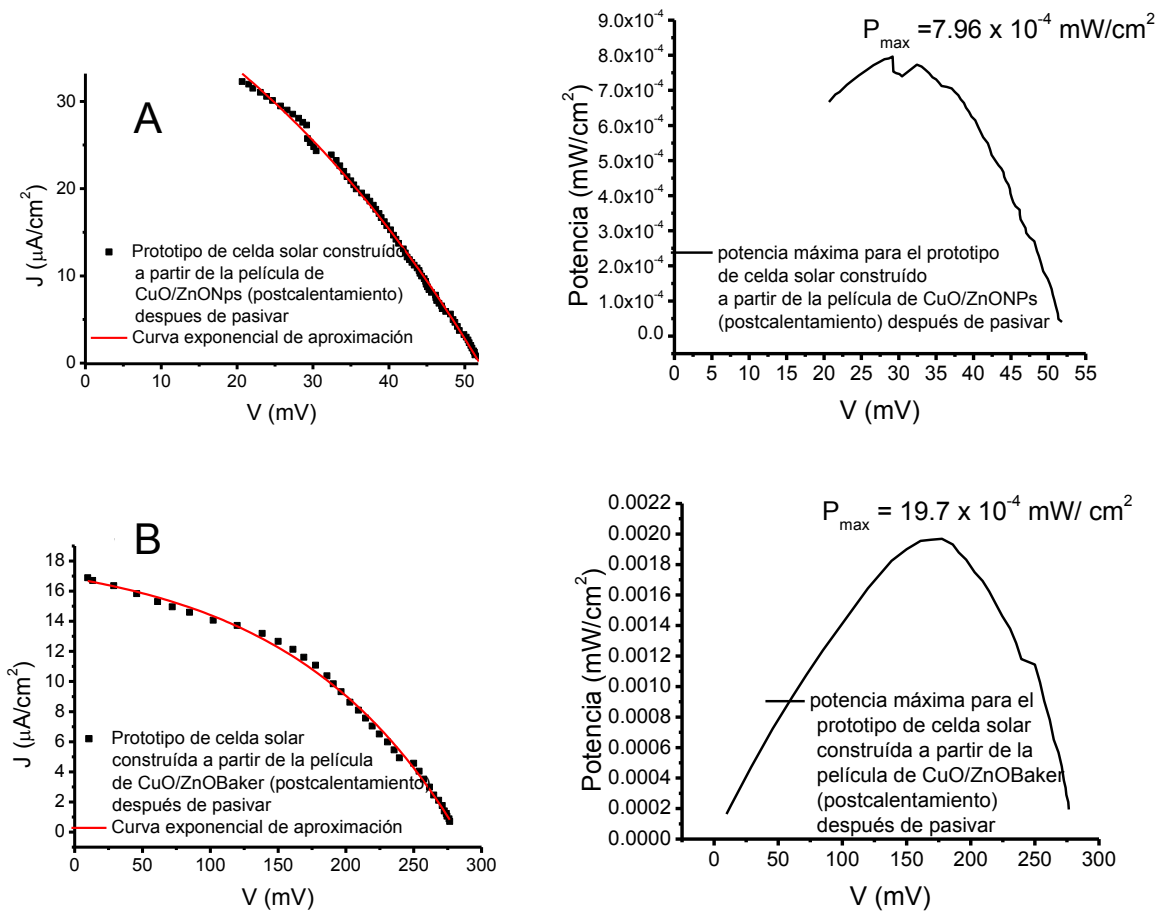 A
J (μA/cm²)
30
20
10
0
Prototipo de celda solar construído
a partir de la película de
CuO/ZnONps (postcalentamiento)
despues de pasivar
Curva exponencial de aproximación
0 10 20 30 40 50
V (mV)
P_max =7.96 x 10⁻⁴ mW/cm²
Potencia (mW/cm²)
9.0x10⁻⁴
8.0x10⁻⁴
7.0x10⁻⁴
6.0x10⁻⁴
5.0x10⁻⁴
4.0x10⁻⁴
3.0x10⁻⁴
2.0x10⁻⁴
1.0x10⁻⁴
0.0
potencia máxima para el prototipo
de celda solar construído
a partir de la película de CuO/ZnONPs
(postcalentamiento) después de pasivar
0 5 10 15 20 25 30 35 40 45 50 55
V (mV)
B
J (μA/cm²)
18
16
14
12
10
8
6
4
2
0
Prototipo de celda solar
construída a partir de la película
de CuO/ZnOBaker (postcalentamiento)
después de pasivar
Curva exponencial de aproximación
0 50 100 150 200 250 300
V (mV)
P_max = 19.7 x 10⁻⁴ mW/ cm²
Potencia (mW/cm²)
0.0022
0.0020
0.0018
0.0016
0.0014
0.0012
0.0010
0.0008
0.0006
0.0004
0.0002
0.0000
potencia máxima para el
prototipo de celda solar
construída a partir de la
película de CuO/ZnOBaker
(postcalentamiento)
después de pasivar
0 50 100 150 200 250 300
V (mV)